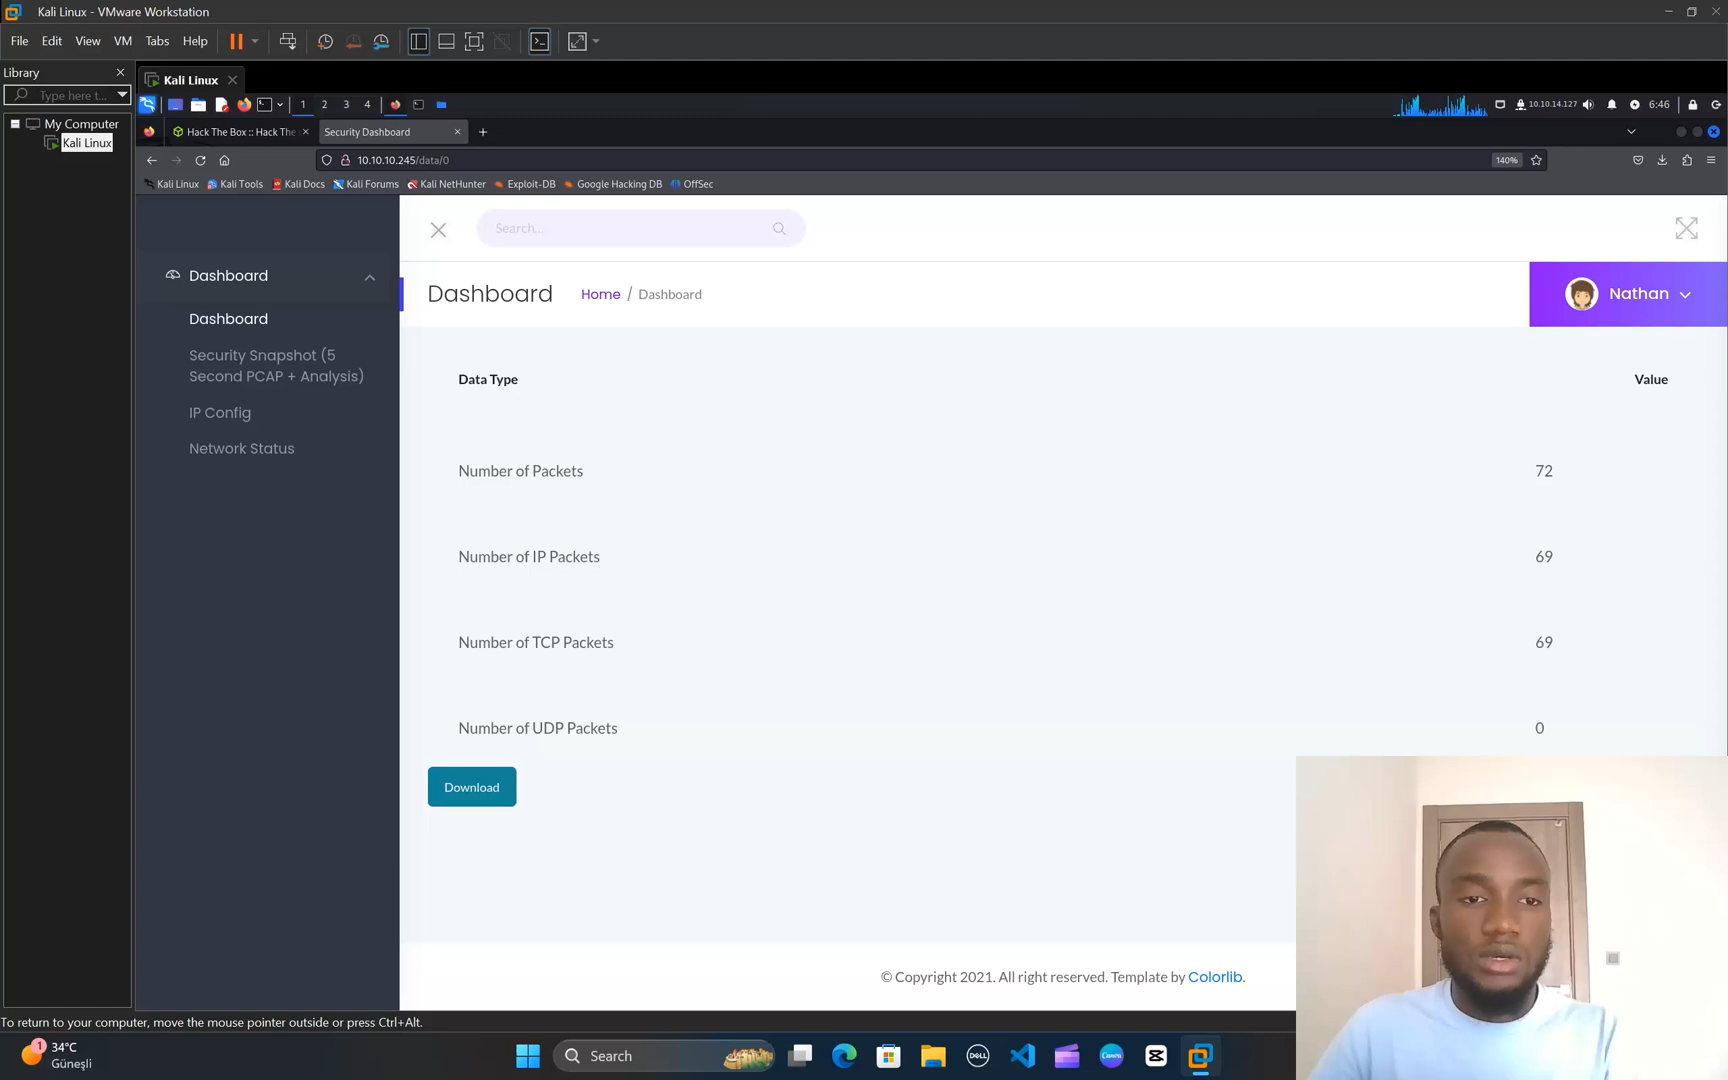 Kali Linux - VMware Workstation
File Edit View VM Tabs Help
Library
Type here t...
My Computer
Kali Linux
Kali Linux
1 2 3 4
10.10.14.127
6:46
Hack The Box :: Hack The
Security Dashboard
10.10.10.245/data/0
140%
Kali Linux Kali Tools Kali Docs Kali Forums Kali NetHunter Exploit-DB Google Hacking DB OffSec
Search...
Dashboard
Dashboard
Security Snapshot (5
Second PCAP + Analysis)
IP Config
Network Status
Dashboard Home / Dashboard
Nathan
Data Type Value
Number of Packets 72
Number of IP Packets 69
Number of TCP Packets 69
Number of UDP Packets 0
Download
© Copyright 2021. All right reserved. Template by Colorlib.
To return to your computer, move the mouse pointer outside or press Ctrl+Alt.
1
34°C
Güneşli
Search
DELL
Canva